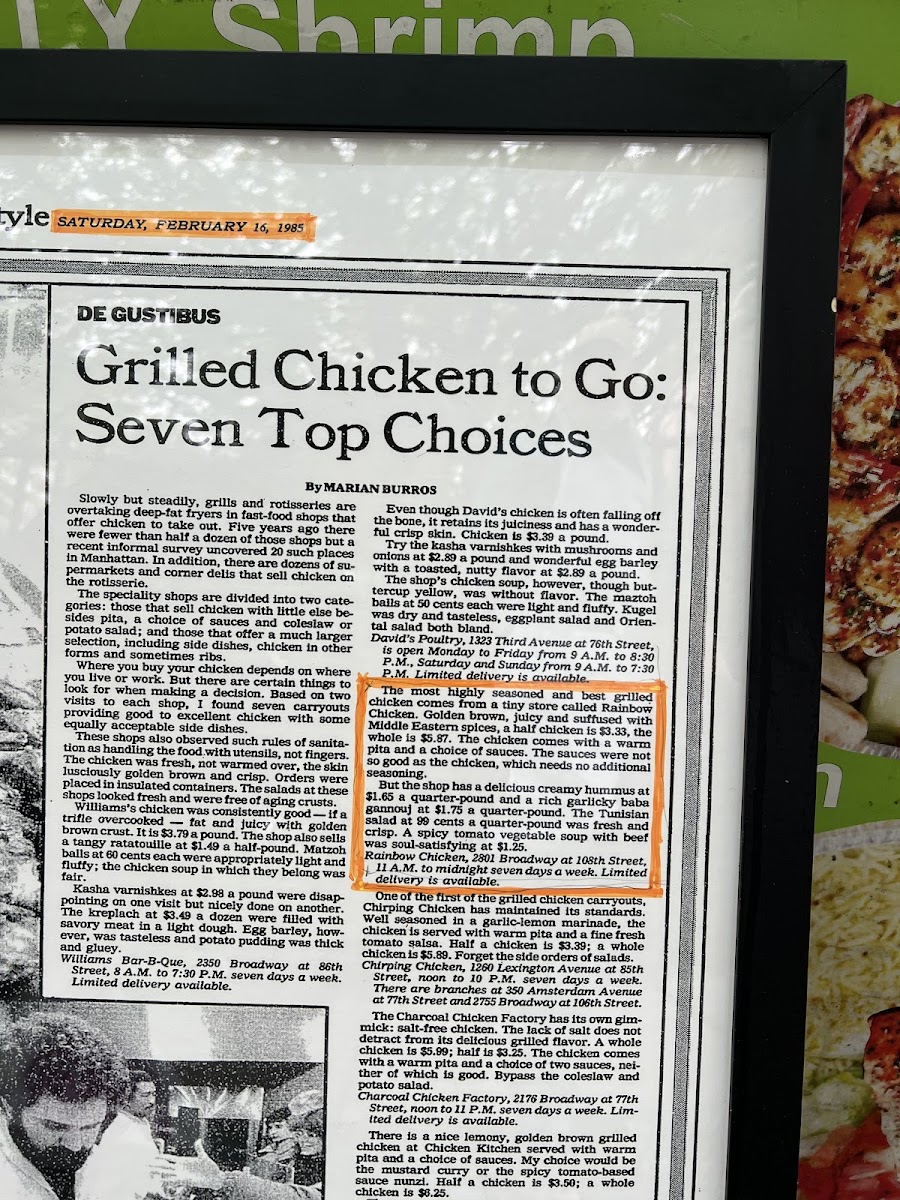 TY Shrimp
tyle SATURDAY, FEBRUARY 16, 1985
DE GUSTIBUS
Grilled Chicken to Go:
Seven Top Choices
By MARIAN BURROS
Slowly but steadily, grills and rotisseries are
overtaking deep-fat fryers in fast-food shops that
offer chicken to take out. Five years ago there
were fewer than half a dozen of those shops but a
recent informal survey uncovered 20 such places
in Manhattan. In addition, there are dozens of su-
permarkets and corner delis that sell chicken on
the rotisserie.
The speciality shops are divided into two cate-
gories: those that sell chicken with little else be-
sides pita, a choice of sauces and coleslaw or
potato salad; and those that offer a much larger
selection, including side dishes, chicken in other
forms and sometimes ribs.
Where you buy your chicken depends on where
you live or work. But there are certain things to
look for when making a decision. Based on two
visits to each shop, I found seven carryouts
providing good to excellent chicken with some
equally acceptable side dishes.
These shops also observed such rules of sanita-
tion as handling the food with utensils, not fingers.
The chicken was fresh, not warmed over, the skin
lusciously golden brown and crisp. Orders were
placed in insulated containers. The salads at these
shops looked fresh and were free of aging crusts.
Williams's chicken was consistently good — if a
trifle overcooked — fat and juicy with golden
brown crust. It is $3.79 a pound. The shop also sells
a tangy ratatouille at $1.49 a half-pound. Matzoh
balls at 60 cents each were appropriately light and
fluffy; the chicken soup in which they belong was
fair.
Kasha varnishkes at $2.98 a pound were disap-
pointing on one visit but nicely done on another.
The kreplach at $3.49 a dozen were filled with
savory meat in a light dough. Egg barley, how-
ever, was tasteless and potato pudding was thick
and gluey.
Williams Bar-B-Que, 2350 Broadway at 86th
Street, 8 A.M. to 7:30 P.M. seven days a week.
Limited delivery available.
Even though David's chicken is often falling off
the bone, it retains its juiciness and has a wonder-
ful crisp skin. Chicken is $3.39 a pound.
Try the kasha varnishkes with mushrooms and
onions at $2.89 a pound and wonderful egg barley
with a toasted, nutty flavor at $2.89 a pound.
The shop's chicken soup, however, though but-
tercup yellow, was without flavor. The maztoh
balls at 50 cents each were light and fluffy. Kugel
was dry and tasteless, eggplant salad and Orien-
tal salad both bland.
David's Poultry, 1323 Third Avenue at 76th Street,
is open Monday to Friday from 9 A.M. to 8:30
P.M., Saturday and Sunday from 9 A.M. to 7:30
P.M. Limited delivery is available.
The most highly seasoned and best grilled
chicken comes from a tiny store called Rainbow
Chicken. Golden brown, juicy and suffused with
Middle Eastern spices, a half chicken is $3.33, the
whole is $5.87. The chicken comes with a warm
pita and a choice of sauces. The sauces were not
so good as the chicken, which needs no additional
seasoning.
But the shop has a delicious creamy hummus at
$1.65 a quarter-pound and a rich garlicky baba
gannouj at $1.75 a quarter-pound. The Tunisian
salad at 99 cents a quarter-pound was fresh and
crisp. A spicy tomato vegetable soup with beef
was soul-satisfying at $1.25.
Rainbow Chicken, 2801 Broadway at 108th Street,
11 A.M. to midnight seven days a week. Limited
delivery is available.
One of the first of the grilled chicken carryouts,
Chirping Chicken has maintained its standards.
Well seasoned in a garlic-lemon marinade, the
chicken is served with warm pita and a fine fresh
tomato salsa. Half a chicken is $3.39; a whole
chicken is $5.89. Forget the side orders of salads.
Chirping Chicken, 1260 Lexington Avenue at 85th
Street, noon to 10 P.M. seven days a week.
There are branches at 350 Amsterdam Avenue
at 77th Street and 2755 Broadway at 106th Street.
The Charcoal Chicken Factory has its own gim-
mick: salt-free chicken. The lack of salt does not
detract from its delicious grilled flavor. A whole
chicken is $5.99; half is $3.25. The chicken comes
with a warm pita and a choice of two sauces, nei-
ther of which is good. Bypass the coleslaw and
potato salad.
Charcoal Chicken Factory, 2176 Broadway at 77th
Street, noon to 11 P.M. seven days a week. Lim-
ited delivery is available.
There is a nice lemony, golden brown grilled
chicken at Chicken Kitchen served with warm
pita and a choice of sauces. My choice would be
the mustard curry or the spicy tomato-based
sauce nunzi. Half a chicken is $3.50; a whole
chicken is $6.25.